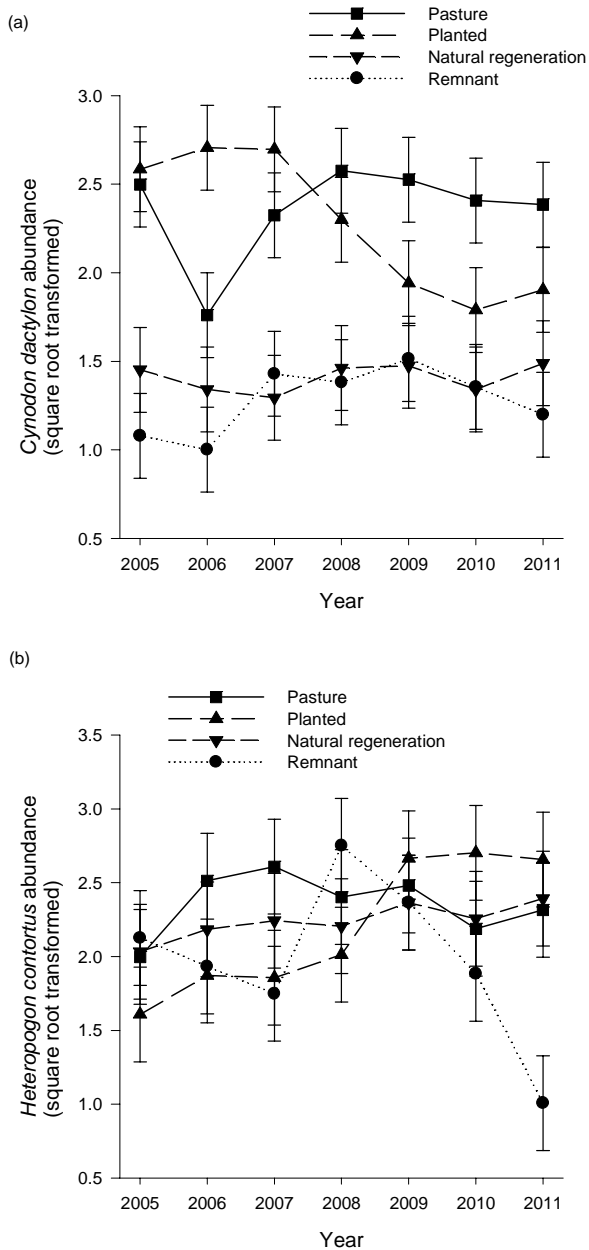 (a)
Pasture
Planted
Natural regeneration
Remnant
3.0
2.5
2.0
1.5
1.0
0.5
Cynodon dactylon abundance
(square root transformed)
2005 2006 2007 2008 2009 2010 2011
Year
(b)
Pasture
Planted
Natural regeneration
Remnant
3.5
3.0
2.5
2.0
1.5
1.0
0.5
Heteropogon contortus abundance
(square root transformed)
2005 2006 2007 2008 2009 2010 2011
Year